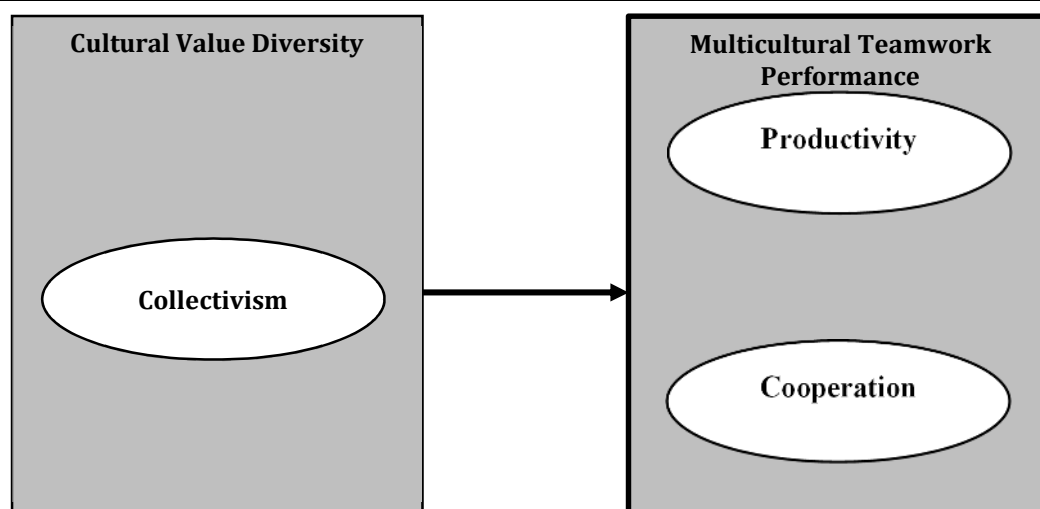 Cultural Value Diversity
Collectivism
Multicultural Teamwork
Performance
Productivity
Cooperation